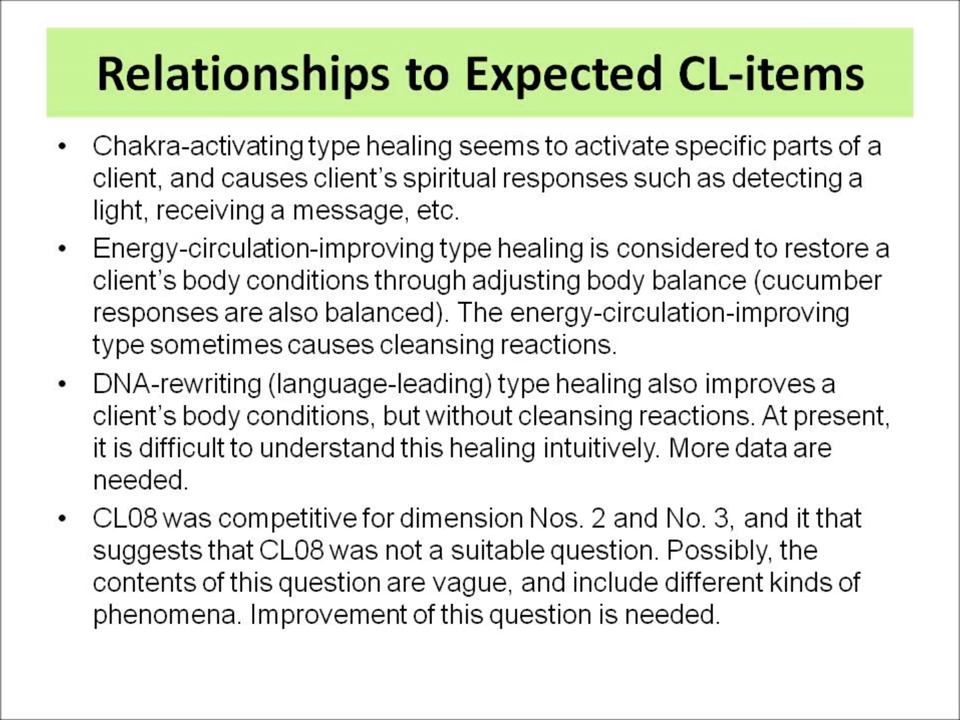 Relationships to Expected CL-items
• Chakra-activating type healing seems to activate specific parts of a
client, and causes client’s spiritual responses such as detecting a
light, receiving a message, etc.
• Energy-circulation-improving type healing is considered to restore a
client’s body conditions through adjusting body balance (cucumber
responses are also balanced). The energy-circulation-improving
type sometimes causes cleansing reactions.
• DNA-rewriting (language-leading) type healing also improves a
client’s body conditions, but without cleansing reactions. At present,
it is difficult to understand this healing intuitively. More data are
needed.
• CL08 was competitive for dimension Nos. 2 and No. 3, and it that
suggests that CL08 was not a suitable question. Possibly, the
contents of this question are vague, and include different kinds of
phenomena. Improvement of this question is needed.